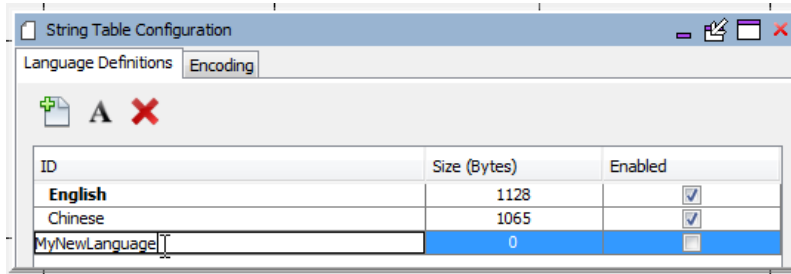 String Table Configuration
Language Definitions Encoding
A
ID Size (Bytes) Enabled
English 1128
Chinese 1065
MyNewLanguage 0